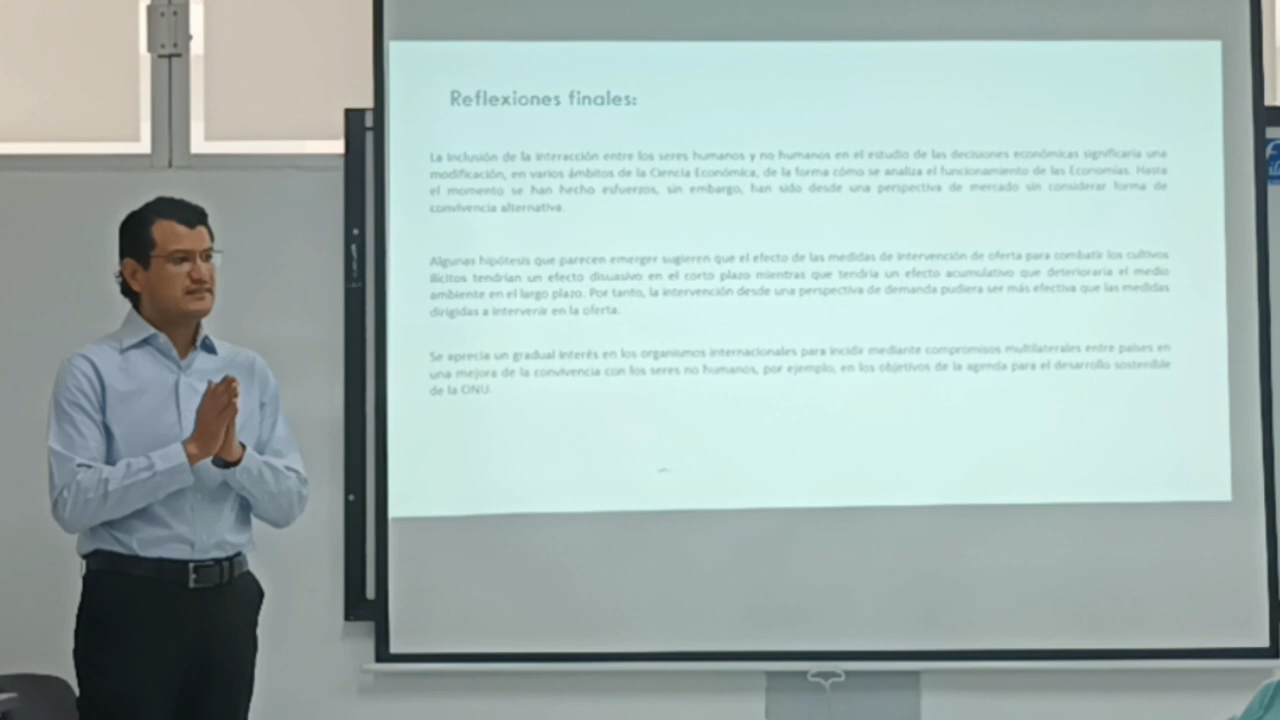 Reflexiones finales:
La inclusión de la interacción entre los seres humanos y no humanos en el estudio de las decisiones económicas significaría una
modificación, en varios ámbitos de la Ciencia Económica, de la forma cómo se analiza el funcionamiento de las Economías. Hasta
el momento se han hecho esfuerzos, sin embargo, han sido desde una perspectiva de mercado sin considerar forma de
convivencia alternativa.
Algunas hipótesis que parecen emerger sugieren que el efecto de las medidas de intervención de oferta para combatir los cultivos
ilícitos tendrían un efecto disuasivo en el corto plazo mientras que tendría un efecto acumulativo que deterioraría el medio
ambiente en el largo plazo. Por tanto, la intervención desde una perspectiva de demanda pudiera ser más efectiva que las medidas
dirigidas a intervenir en la oferta.
Se aprecia un gradual interés en los organismos internacionales para incidir mediante compromisos multilaterales entre países en
una mejora de la convivencia con los seres no humanos, por ejemplo, en los objetivos de la agenda para el desarrollo sostenible
de la ONU.